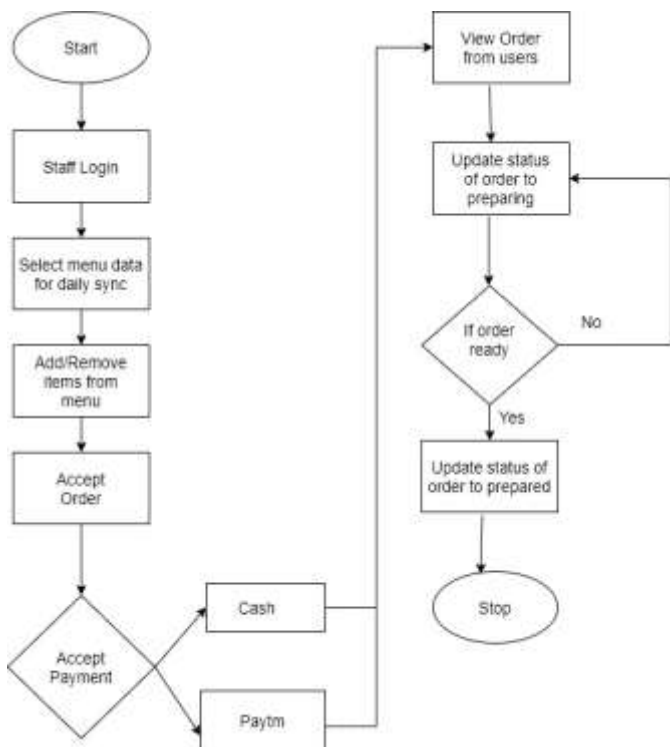 Start
Staff Login
Select menu data
for daily sync
Add/Remove
items from
menu
Accept
Order
Accept
Payment
Cash
Paytm
View Order
from users
Update status
of order to
preparing
If order
ready
No
Yes
Update status of
order to prepared
Stop